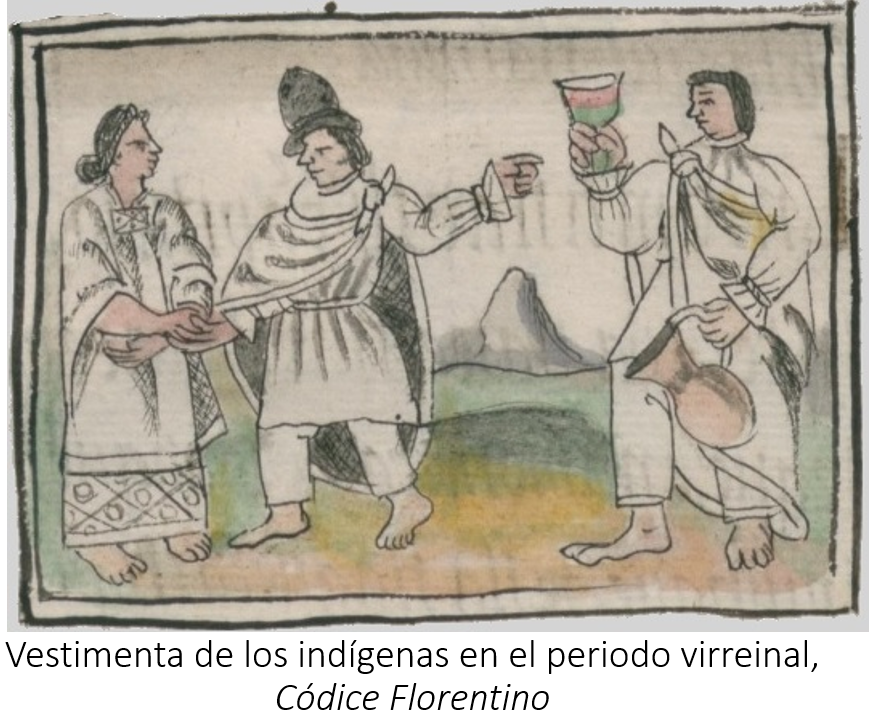 Vestimenta de los indígenas en el periodo virreinal,
Códice Florentino